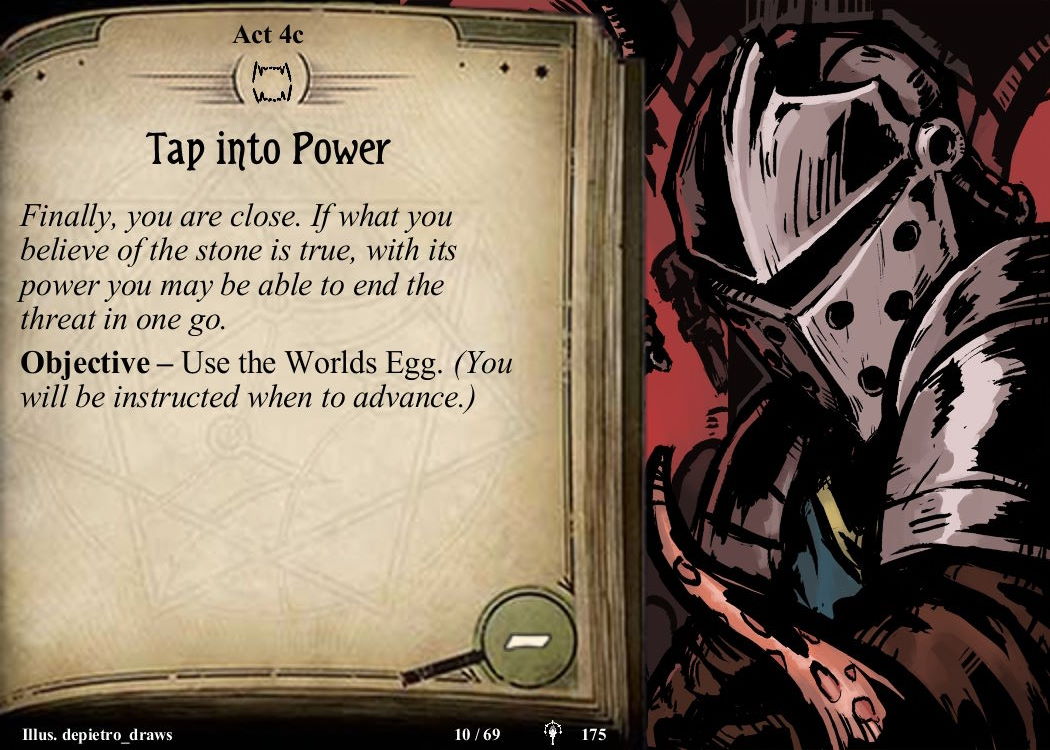 Act 4c
Tap into Power
Finally, you are close. If what you
believe of the stone is true, with its
power you may be able to end the
threat in one go.
Objective – Use the Worlds Egg. (You
will be instructed when to advance.)
–
Illus. depietro_draws
10 / 69
175